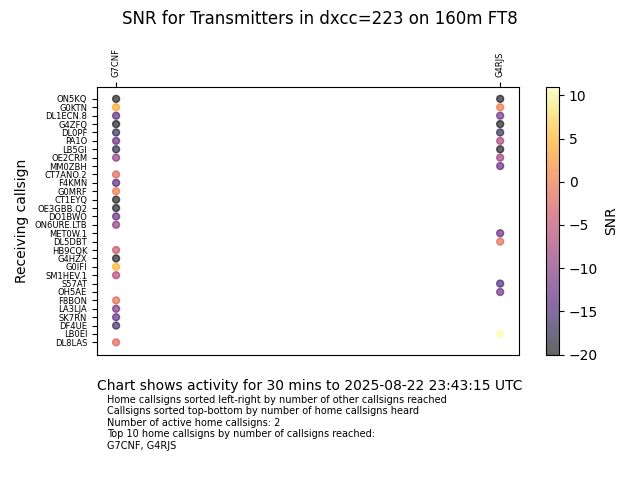 SNR for Transmitters in dxcc=223 on 160m FT8
G7CNF
G4RJS
ON5KQ
G0KTN
DL1ECN.8
G4ZFQ
DL0PF
PA1O
LB5GI
OE2CRM
MM0ZBH
CT7ANO.2
F4KMN
G0MRF
CT1EYQ
OE3GBB.Q2
DO1BWO
ON6URE.LTB
MET0W.1
DL5DBT
HB9CQK
G4HZX
G0IFI
SM1HEV.1
S57AT
OH5AE
F8BON
LA3LJA
SK7RN
DF4UE
LB0EI
DL8LAS
Receiving callsign
10
5
0
−5
−10
−15
−20
SNR
Chart shows activity for 30 mins to 2025-08-22 23:43:15 UTC
Home callsigns sorted left-right by number of other callsigns reached
Callsigns sorted top-bottom by number of home callsigns heard
Number of active home callsigns: 2
Top 10 home callsigns by number of callsigns reached:
G7CNF, G4RJS